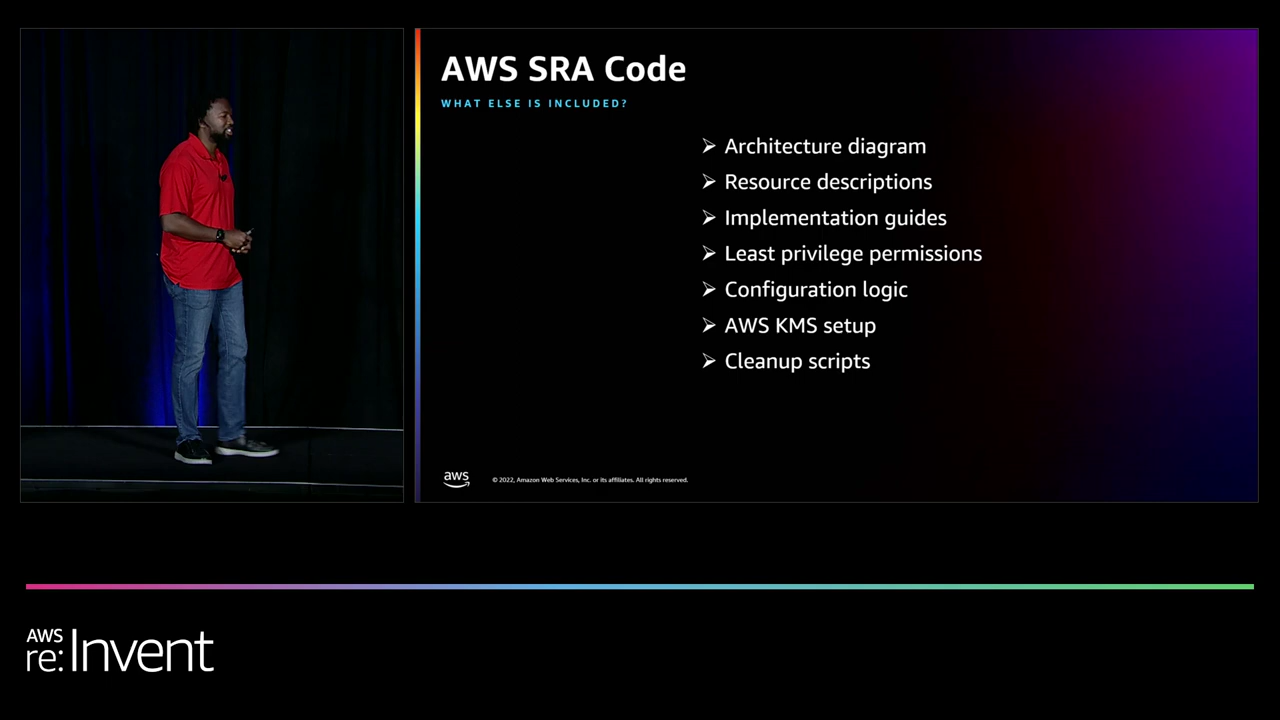 AWS SRA Code
WHAT ELSE IS INCLUDED?
➢ Architecture diagram
➢ Resource descriptions
➢ Implementation guides
➢ Least privilege permissions
➢ Configuration logic
➢ AWS KMS setup
➢ Cleanup scripts
aws
© 2022, Amazon Web Services, Inc. or its affiliates. All rights reserved.
AWS
re:Invent